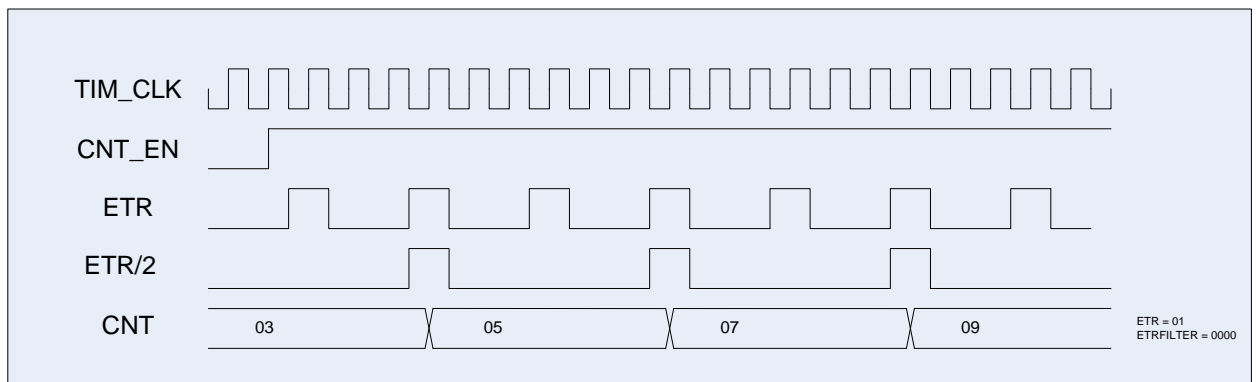 TIM_CLK
CNT_EN
ETR
ETR/2
CNT
03
05
07
09
ETR = 01
ETRFILTER = 0000